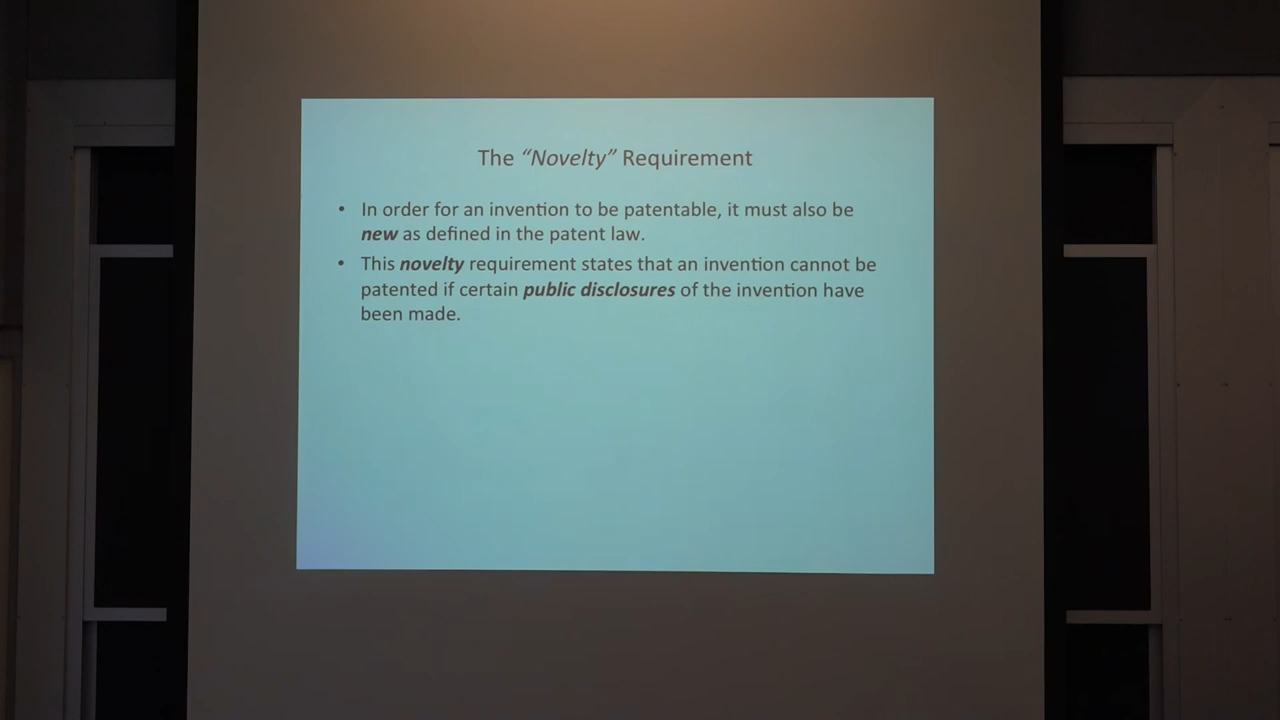 The “Novelty” Requirement
• In order for an invention to be patentable, it must also be
new as defined in the patent law.
• This novelty requirement states that an invention cannot be
patented if certain public disclosures of the invention have
been made.